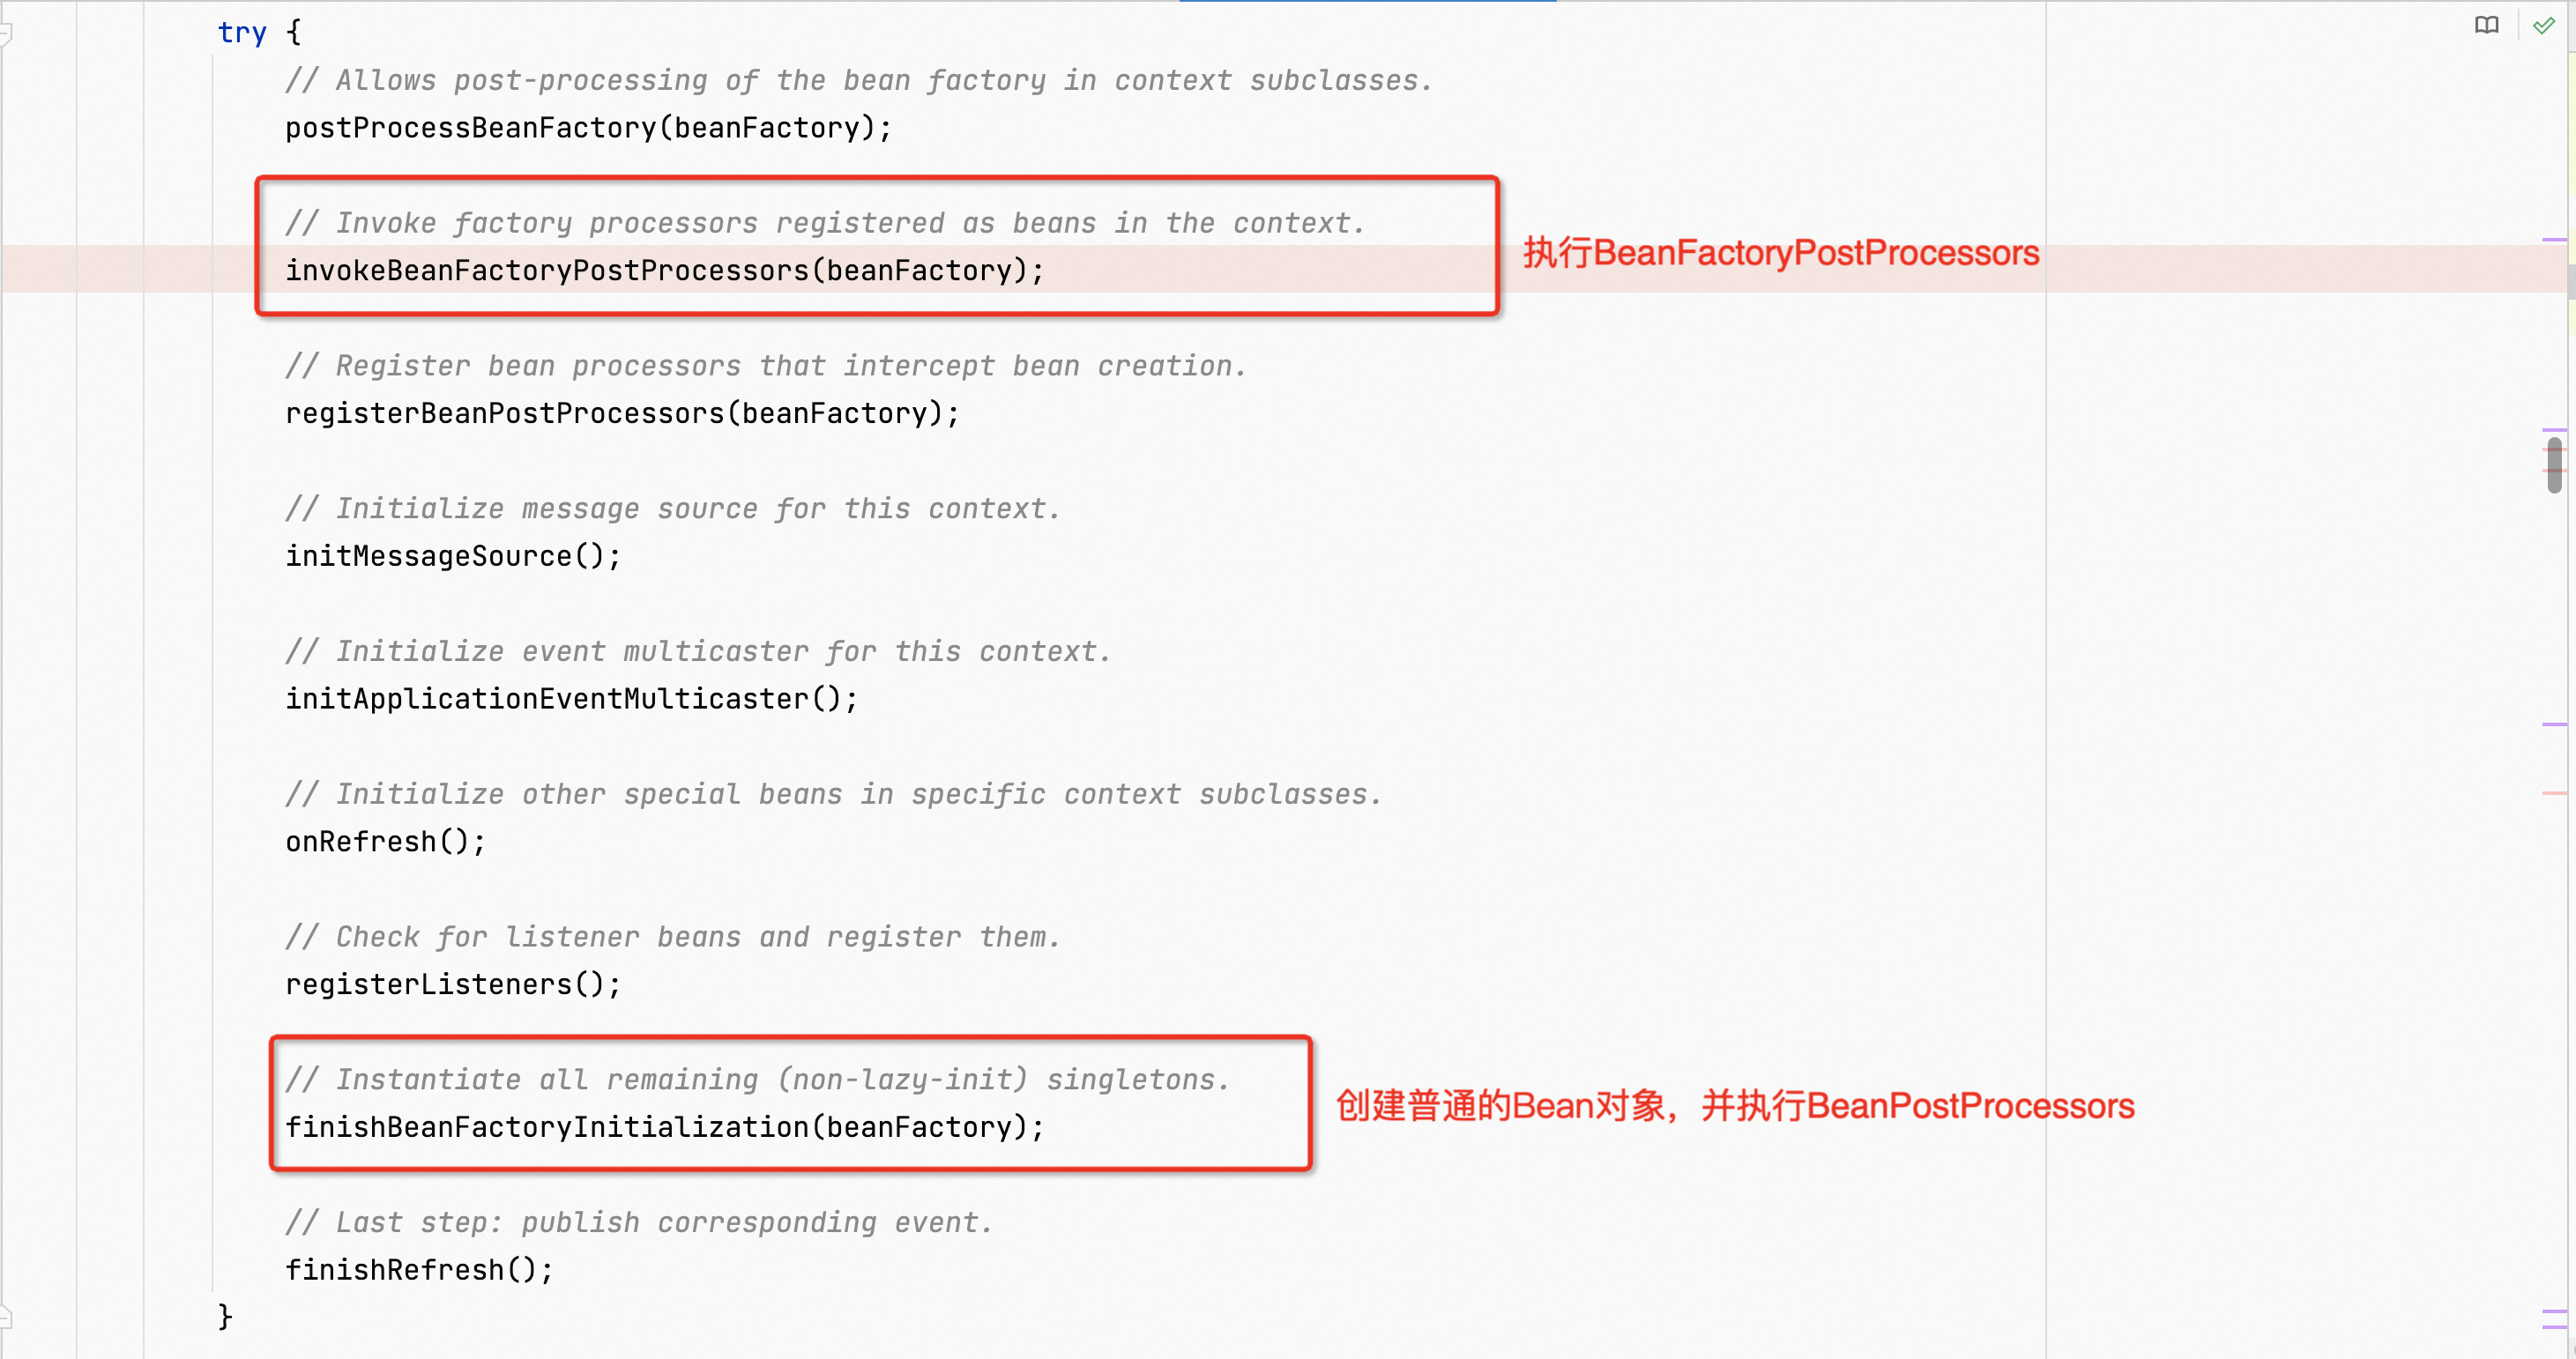 try {
// Allows post-processing of the bean factory in context subclasses.
postProcessBeanFactory(beanFactory);
// Invoke factory processors registered as beans in the context.
invokeBeanFactoryPostProcessors(beanFactory);
执行BeanFactoryPostProcessors
// Register bean processors that intercept bean creation.
registerBeanPostProcessors(beanFactory);
// Initialize message source for this context.
initMessageSource();
// Initialize event multicaster for this context.
initApplicationEventMulticaster();
// Initialize other special beans in specific context subclasses.
onRefresh();
// Check for listener beans and register them.
registerListeners();
// Instantiate all remaining (non-lazy-init) singletons.
finishBeanFactoryInitialization(beanFactory);
创建普通的Bean对象，并执行BeanPostProcessors
// Last step: publish corresponding event.
finishRefresh();
}